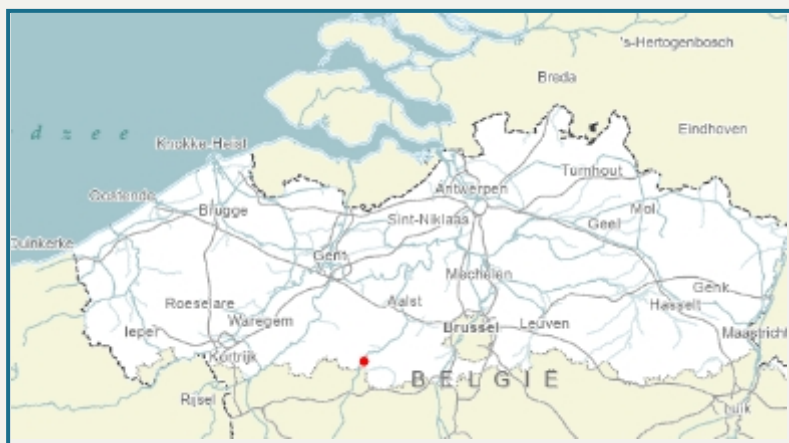 's-Hertogenbosch
Breda
Eindhoven
d z e e
Knokke-Heist
Turnhout
Antwerpen
Oostende
Brugge
Sint-Niklaas
Mol
Geel
Duinkerke
Gent
Mechelen
Genk
Roeselare
Aalst
Hasselt
Waregem
Brussel
Leuven
Ieper
Maastricht
Kortrijk
BELGIË
Rijsel
Luik